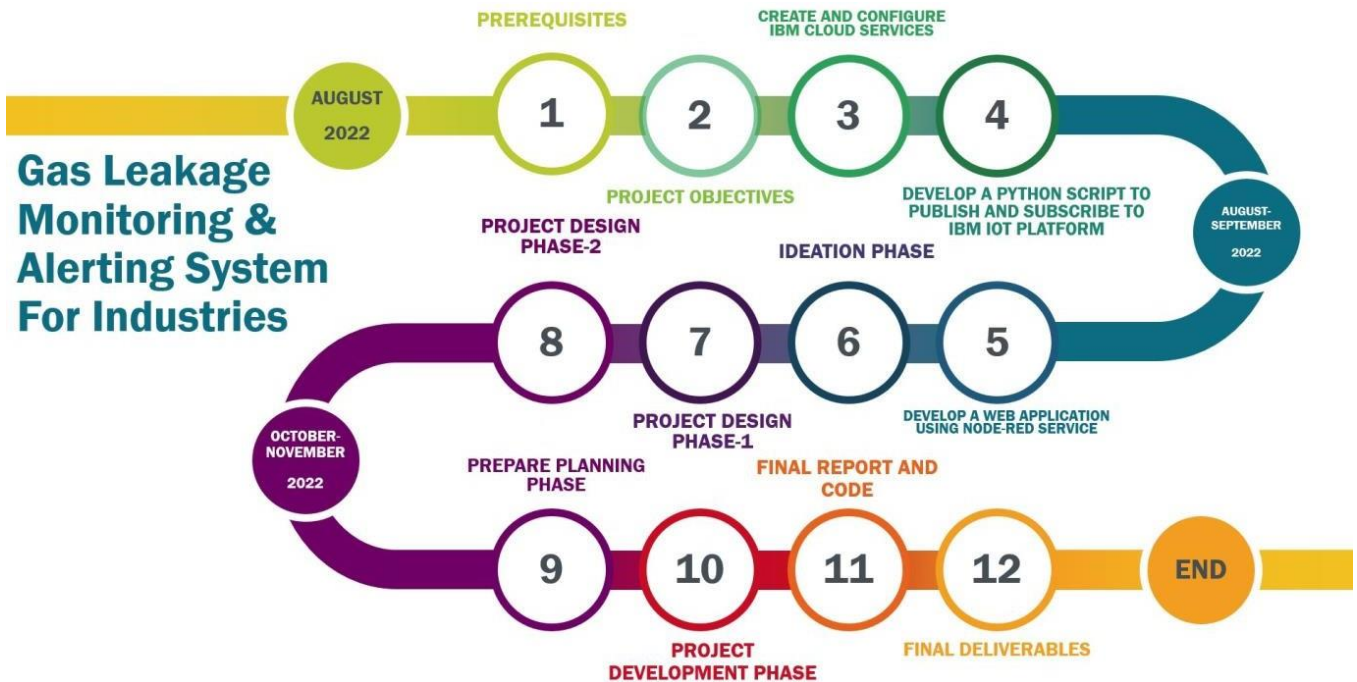 Gas Leakage
Monitoring &
Alerting System
For Industries
AUGUST
2022
PREREQUISITES
1
2
PROJECT OBJECTIVES
CREATE AND CONFIGURE
IBM CLOUD SERVICES
3
4
DEVELOP A PYTHON SCRIPT TO
PUBLISH AND SUBSCRIBE TO
IBM IOT PLATFORM
AUGUST-
SEPTEMBER
2022
5
DEVELOP A WEB APPLICATION
USING NODE-RED SERVICE
IDEATION PHASE
6
7
PROJECT DESIGN
PHASE-1
PROJECT DESIGN
PHASE-2
8
OCTOBER-
NOVEMBER
2022
PREPARE PLANNING
PHASE
9
10
PROJECT
DEVELOPMENT PHASE
FINAL REPORT AND
CODE
11
12
FINAL DELIVERABLES
END